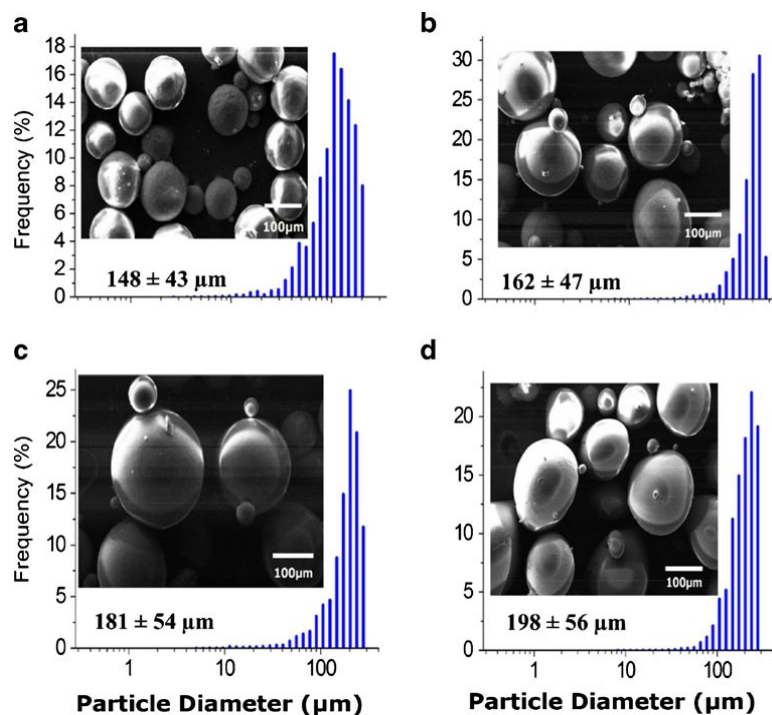 a
18
16
14
12
10
8
6
4
2
0
Frequency (%)
100µm
148 ± 43 µm
b
30
25
20
15
10
5
0
100µm
162 ± 47 µm
c
25
20
15
10
5
0
Frequency (%)
100µm
181 ± 54 µm
1 10 100
Particle Diameter (µm)
d
20
15
10
5
0
100µm
198 ± 56 µm
1 10 100
Particle Diameter (µm)